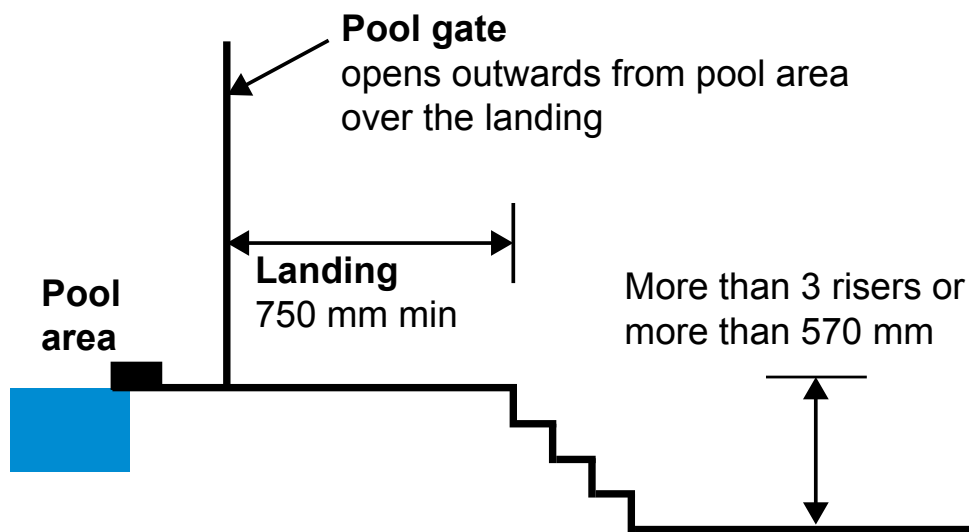 Pool gate
opens outwards from pool area
over the landing
Landing
750 mm min
Pool
area
More than 3 risers or
more than 570 mm